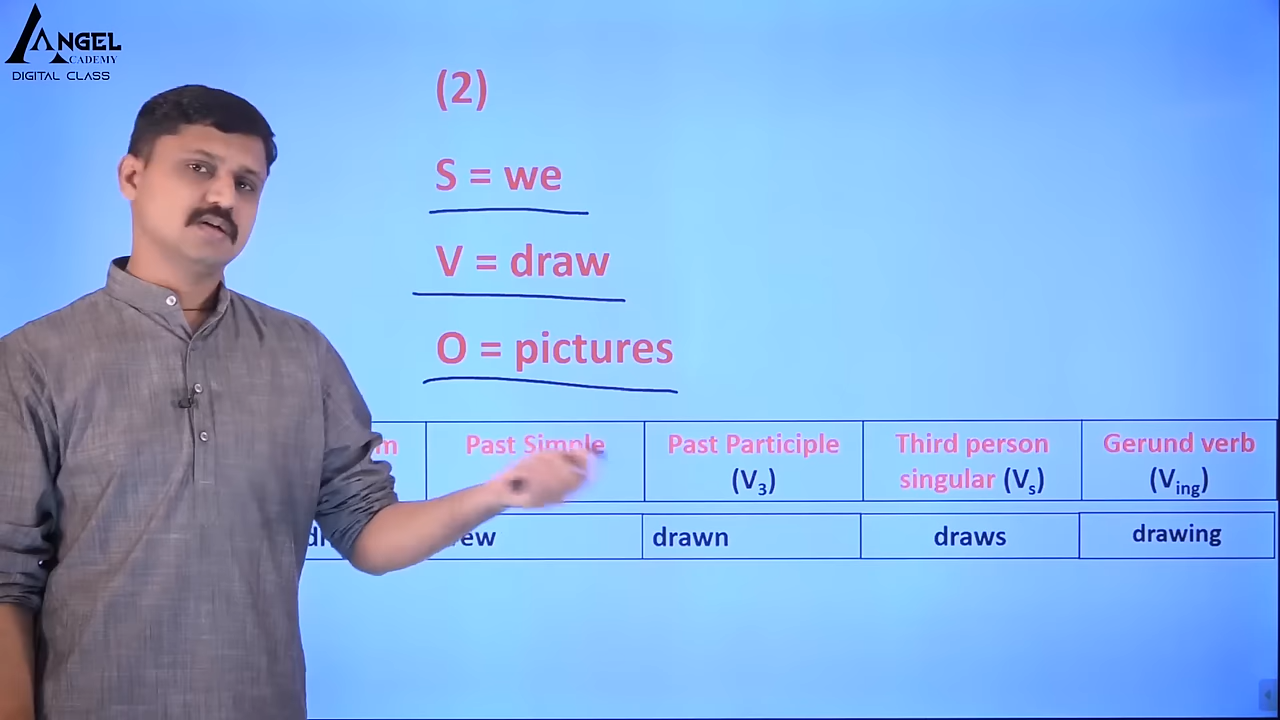 ANGEL
ACADEMY
DIGITAL CLASS
(2)
S = we
V = draw
O = pictures
Past Simple
Past Participle
(V3)
Third person
singular (Vs)
Gerund verb
(Ving)
drawn
draws
drawing